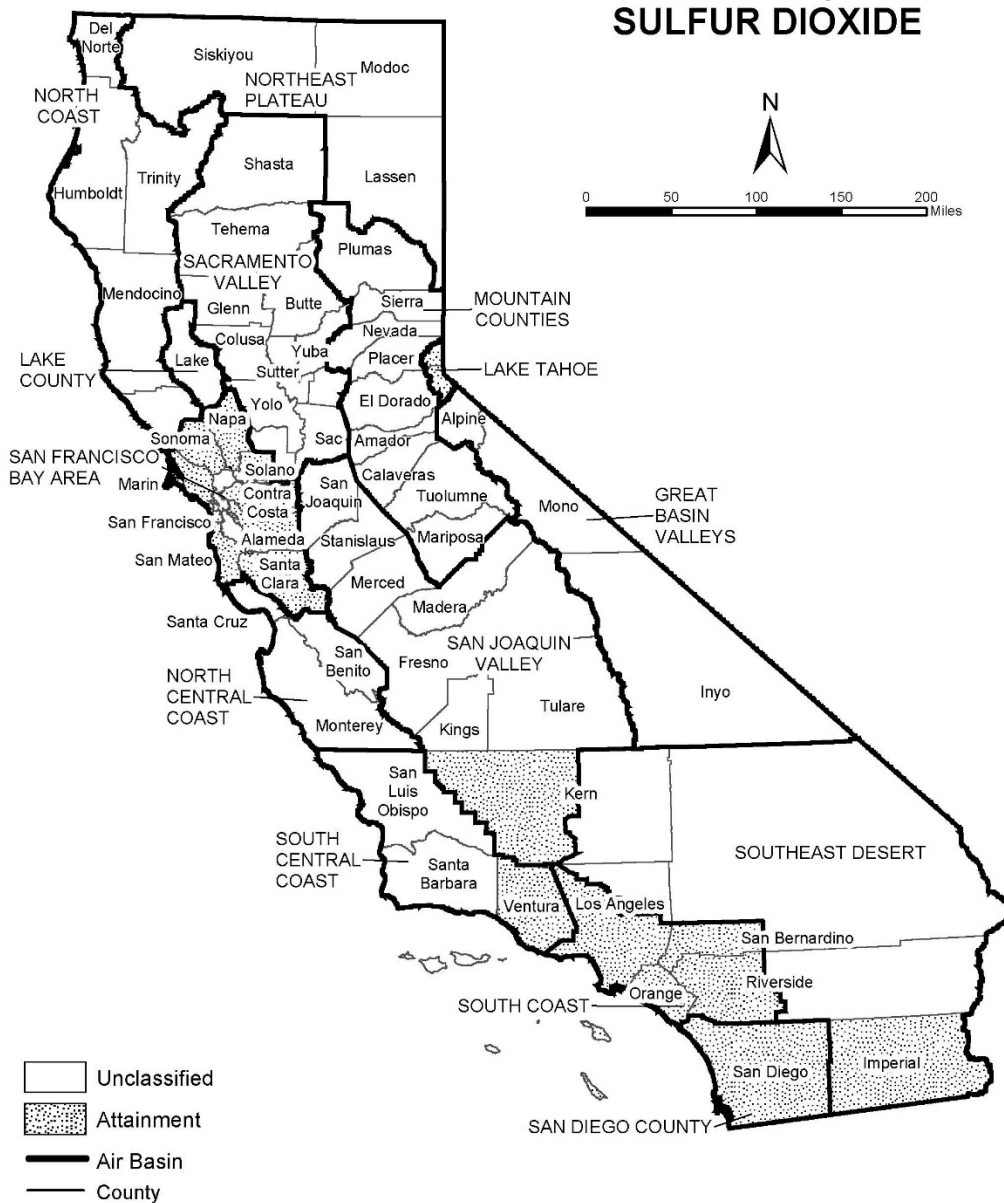 SULFUR DIOXIDE
N
0 50 100 150 200
Miles
Del
Norte
Siskiyou
Modoc
NORTHEAST
PLATEAU
NORTH
COAST
Shasta
Trinity
Lassen
Humboldt
Tehema
Plumas
SACRAMENTO
VALLEY
Mendocino
Butte
Sierra
MOUNTAIN
COUNTIES
Glenn
Nevada
Colusa
Yuba
Placer
LAKE
COUNTY
Lake
Sutter
LAKE TAHOE
Yolo
El Dorado
Napa
Alpine
Sonoma
Sac
Amador
SAN FRANCISCO
BAY AREA
Solano
Calaveras
Marin
Contra
Costa
San
Joaquin
Tuolumne
Mono
GREAT
BASIN
VALLEYS
San Francisco
Alameda
Stanislaus
Mariposa
San Mateo
Santa
Clara
Merced
Madera
Santa Cruz
San
Benito
Fresno
SAN JOAQUIN
VALLEY
NORTH
CENTRAL
COAST
Inyo
Tulare
Monterey
Kings
San
Luis
Obispo
Kern
SOUTH
CENTRAL
COAST
SOUTHEAST DESERT
Santa
Barbara
Ventura
Los Angeles
San Bernardino
Riverside
Orange
SOUTH COAST
San Diego
Imperial
SAN DIEGO COUNTY
Unclassified
Attainment
Air Basin
County